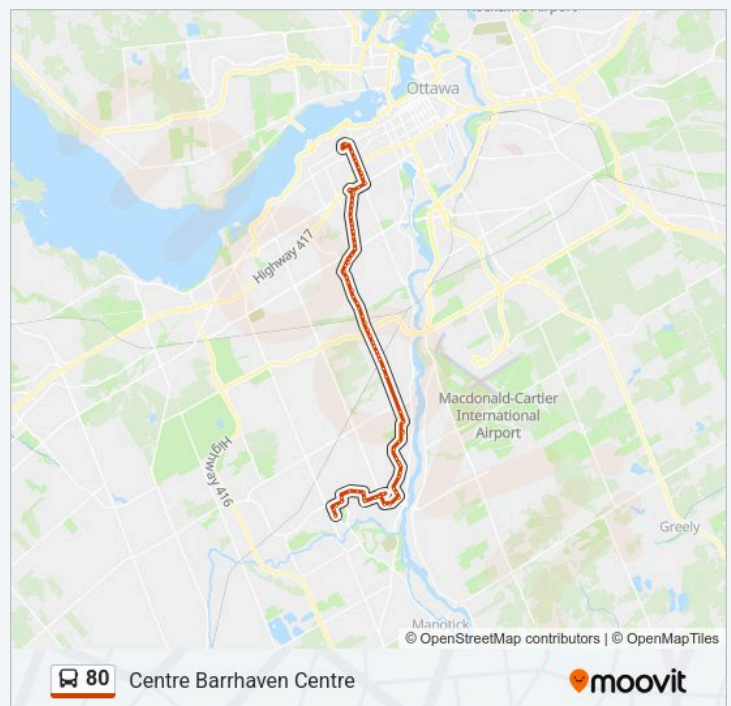 Ottawa
Highway 417
Macdonald-Cartier
International
Airport
Highway 416
Greely
Manotick
© OpenStreetMap contributors | © OpenMapTiles
80 Centre Barrhaven Centre
moovit